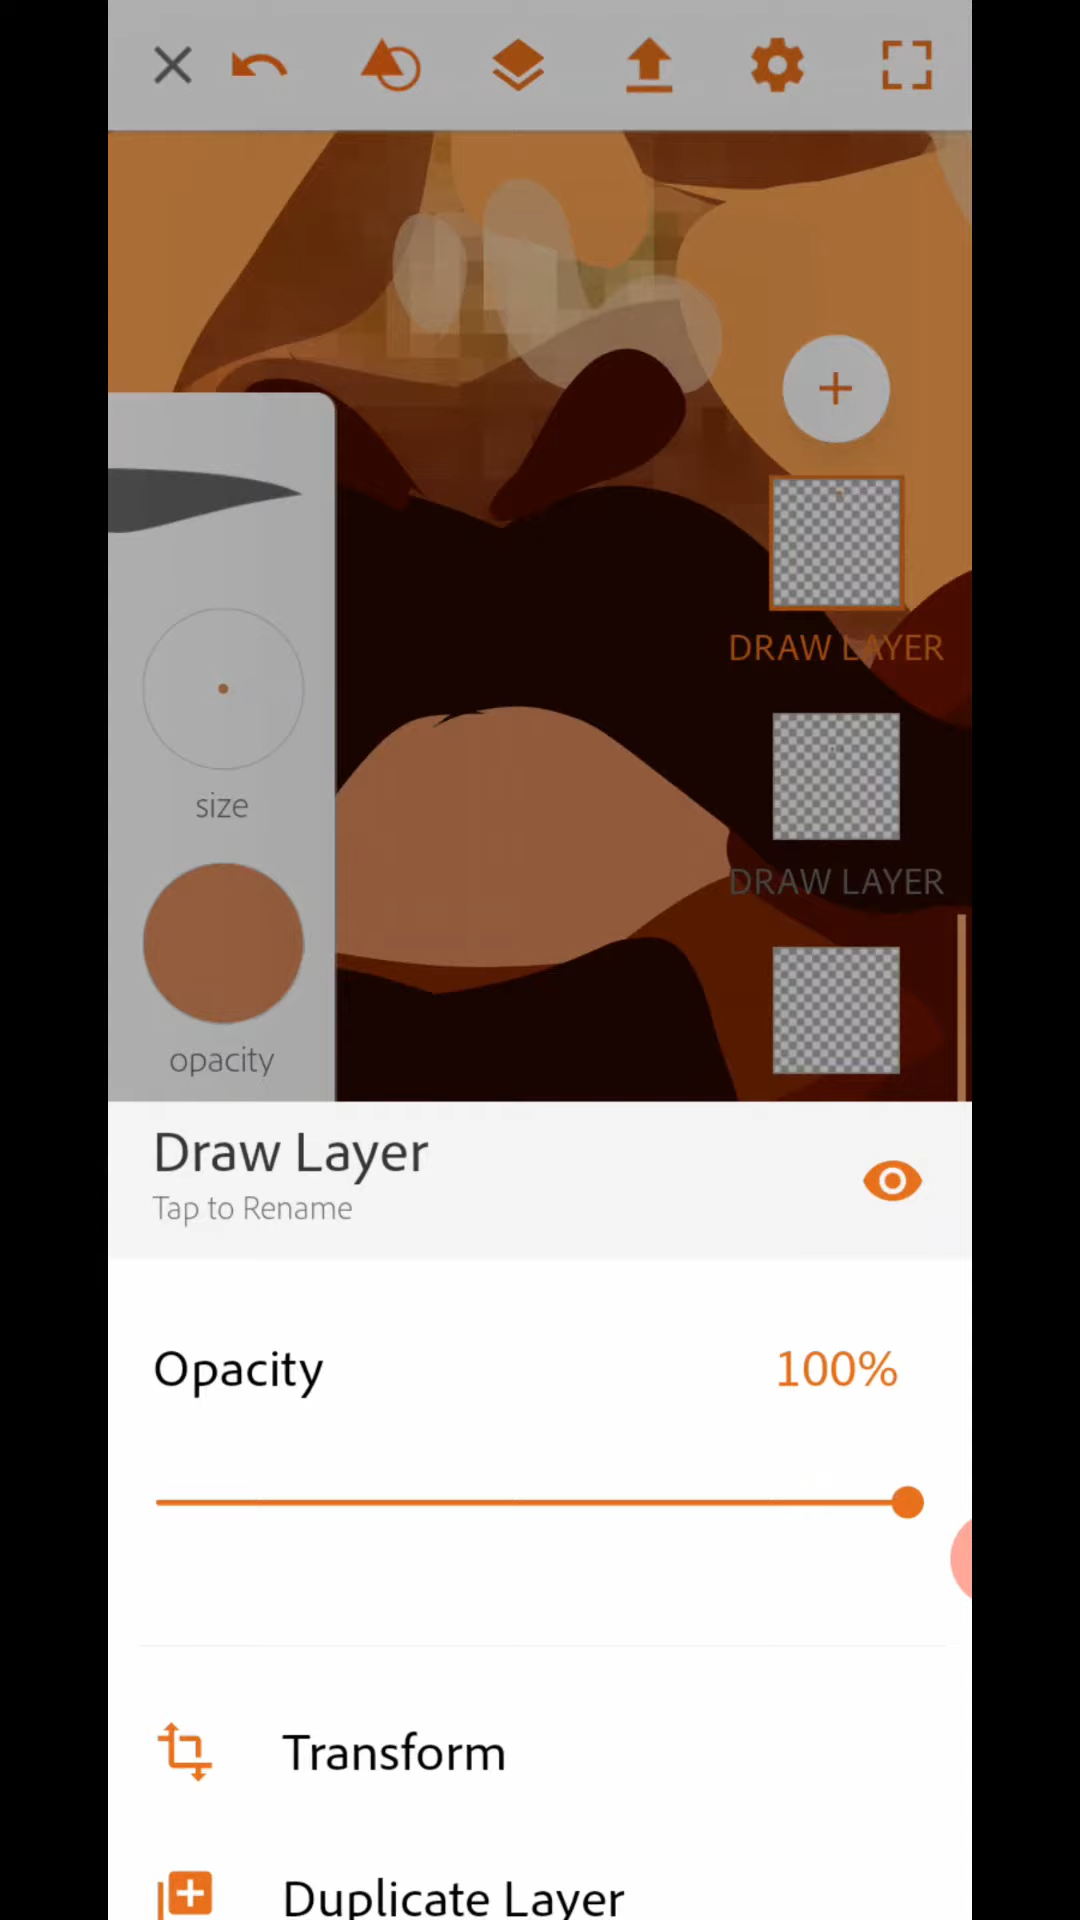 DRAW LAYER
size
DRAW LAYER
opacity
Draw Layer
Tap to Rename
Opacity 100%
Transform
Duplicate Layer